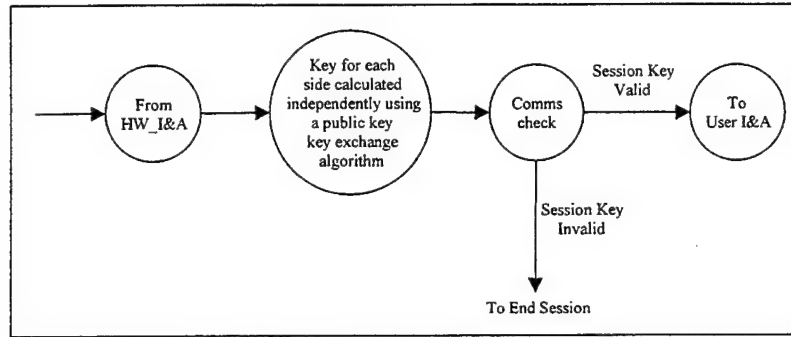 From
HW_I&A
Key for each
side calculated
independently using
a public key
key exchange
algorithm
Comms
check
Session Key
Valid
To
User I&A
Session Key
Invalid
To End Session